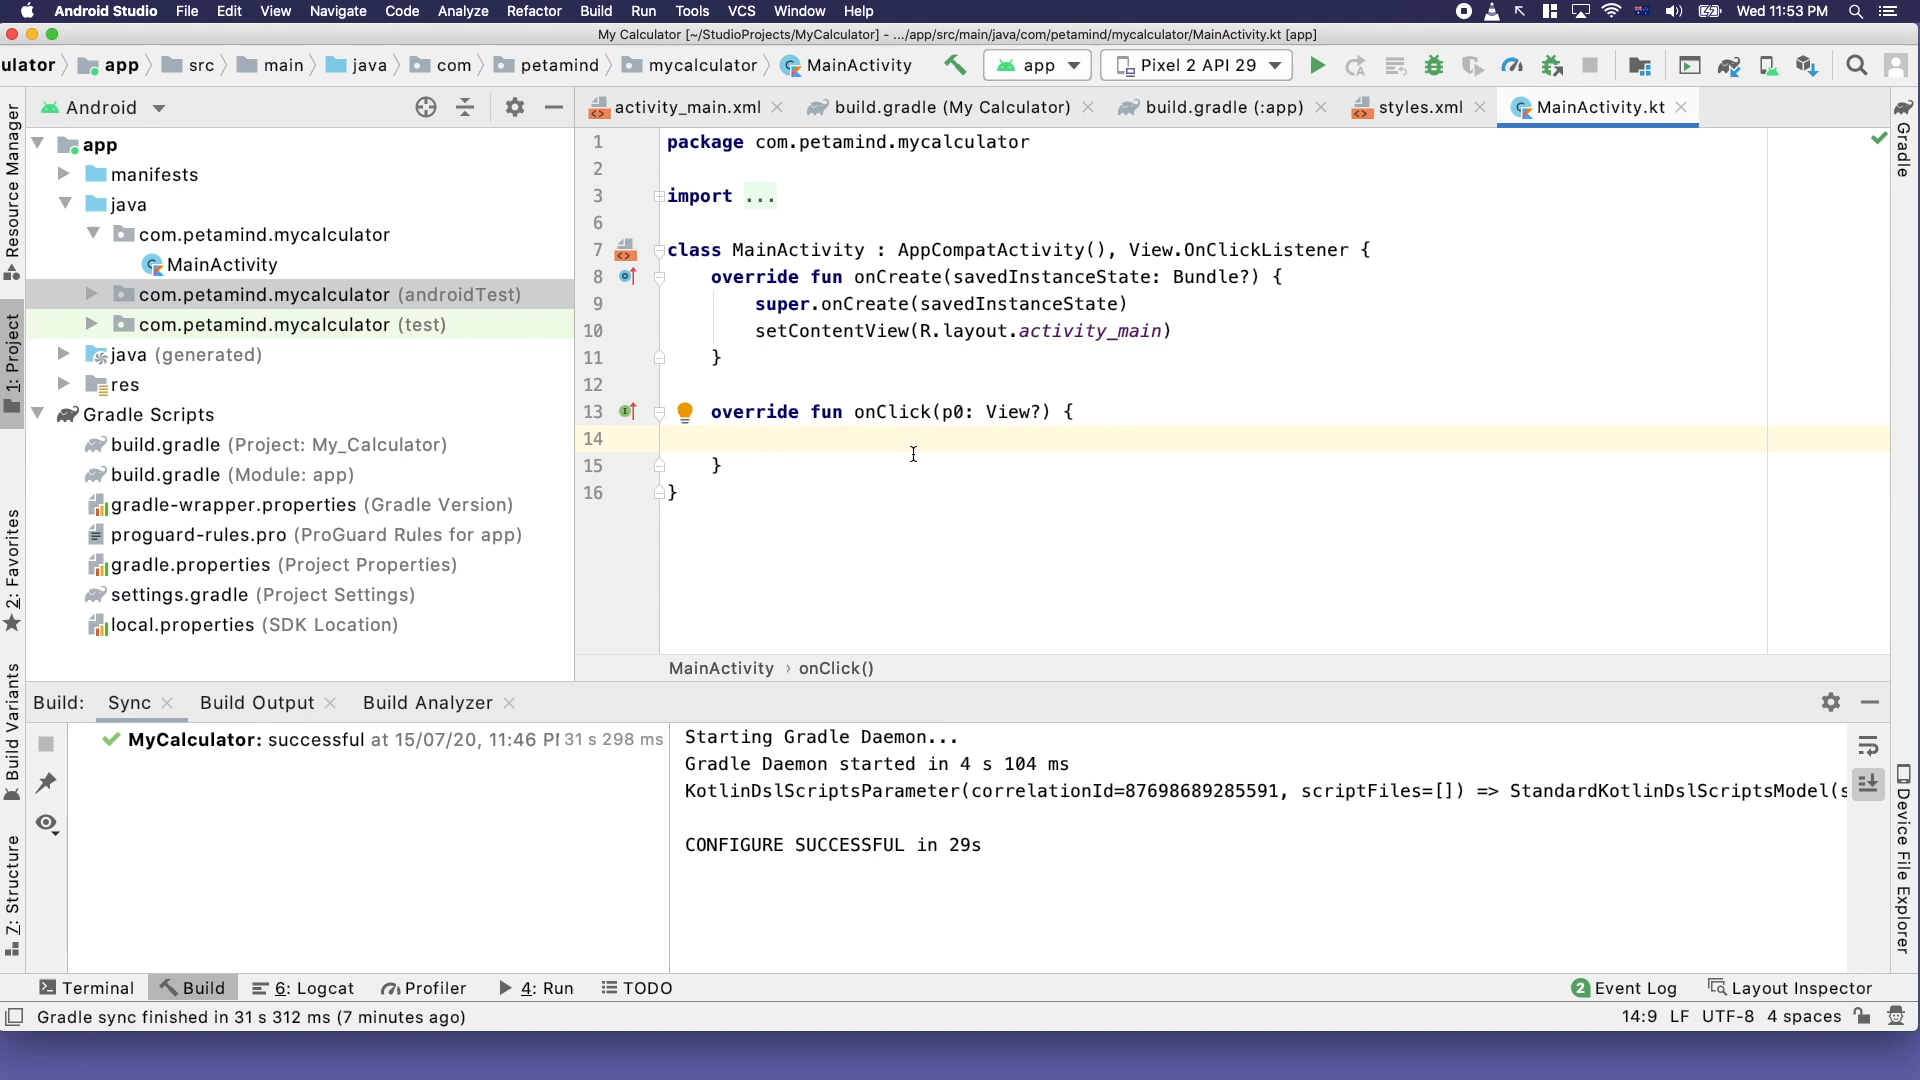 Android Studio File Edit View Navigate Code Analyze Refactor Build Run Tools VCS Window Help Wed 11:53 PM
My Calculator [~/StudioProjects/MyCalculator] - .../app/src/main/java/com/petamind/mycalculator/MainActivity.kt [app]
ulator app src main java com petamind mycalculator MainActivity app Pixel 2 API 29
Android
activity_main.xml build.gradle (My Calculator) build.gradle (:app) styles.xml MainActivity.kt
Resource Manager
1: Project
2: Favorites
Build Variants
7: Structure
app
manifests
java
com.petamind.mycalculator
MainActivity
com.petamind.mycalculator (androidTest)
com.petamind.mycalculator (test)
java (generated)
res
Gradle Scripts
build.gradle (Project: My_Calculator)
build.gradle (Module: app)
gradle-wrapper.properties (Gradle Version)
proguard-rules.pro (ProGuard Rules for app)
gradle.properties (Project Properties)
settings.gradle (Project Settings)
local.properties (SDK Location)
1 package com.petamind.mycalculator
2
3 import ...
6
7 class MainActivity : AppCompatActivity(), View.OnClickListener {
8 override fun onCreate(savedInstanceState: Bundle?) {
9 super.onCreate(savedInstanceState)
10 setContentView(R.layout.activity_main)
11 }
12
13 override fun onClick(p0: View?) {
14
15 }
16 }
MainActivity › onClick()
Gradle
Device File Explorer
Build: Sync Build Output Build Analyzer
MyCalculator: successful at 15/07/20, 11:46 PI 31 s 298 ms
Starting Gradle Daemon...
Gradle Daemon started in 4 s 104 ms
KotlinDslScriptsParameter(correlationId=87698689285591, scriptFiles=[]) => StandardKotlinDslScriptsModel(s
CONFIGURE SUCCESSFUL in 29s
Terminal Build 6: Logcat Profiler 4: Run TODO 2 Event Log Layout Inspector
Gradle sync finished in 31 s 312 ms (7 minutes ago) 14:9 LF UTF-8 4 spaces